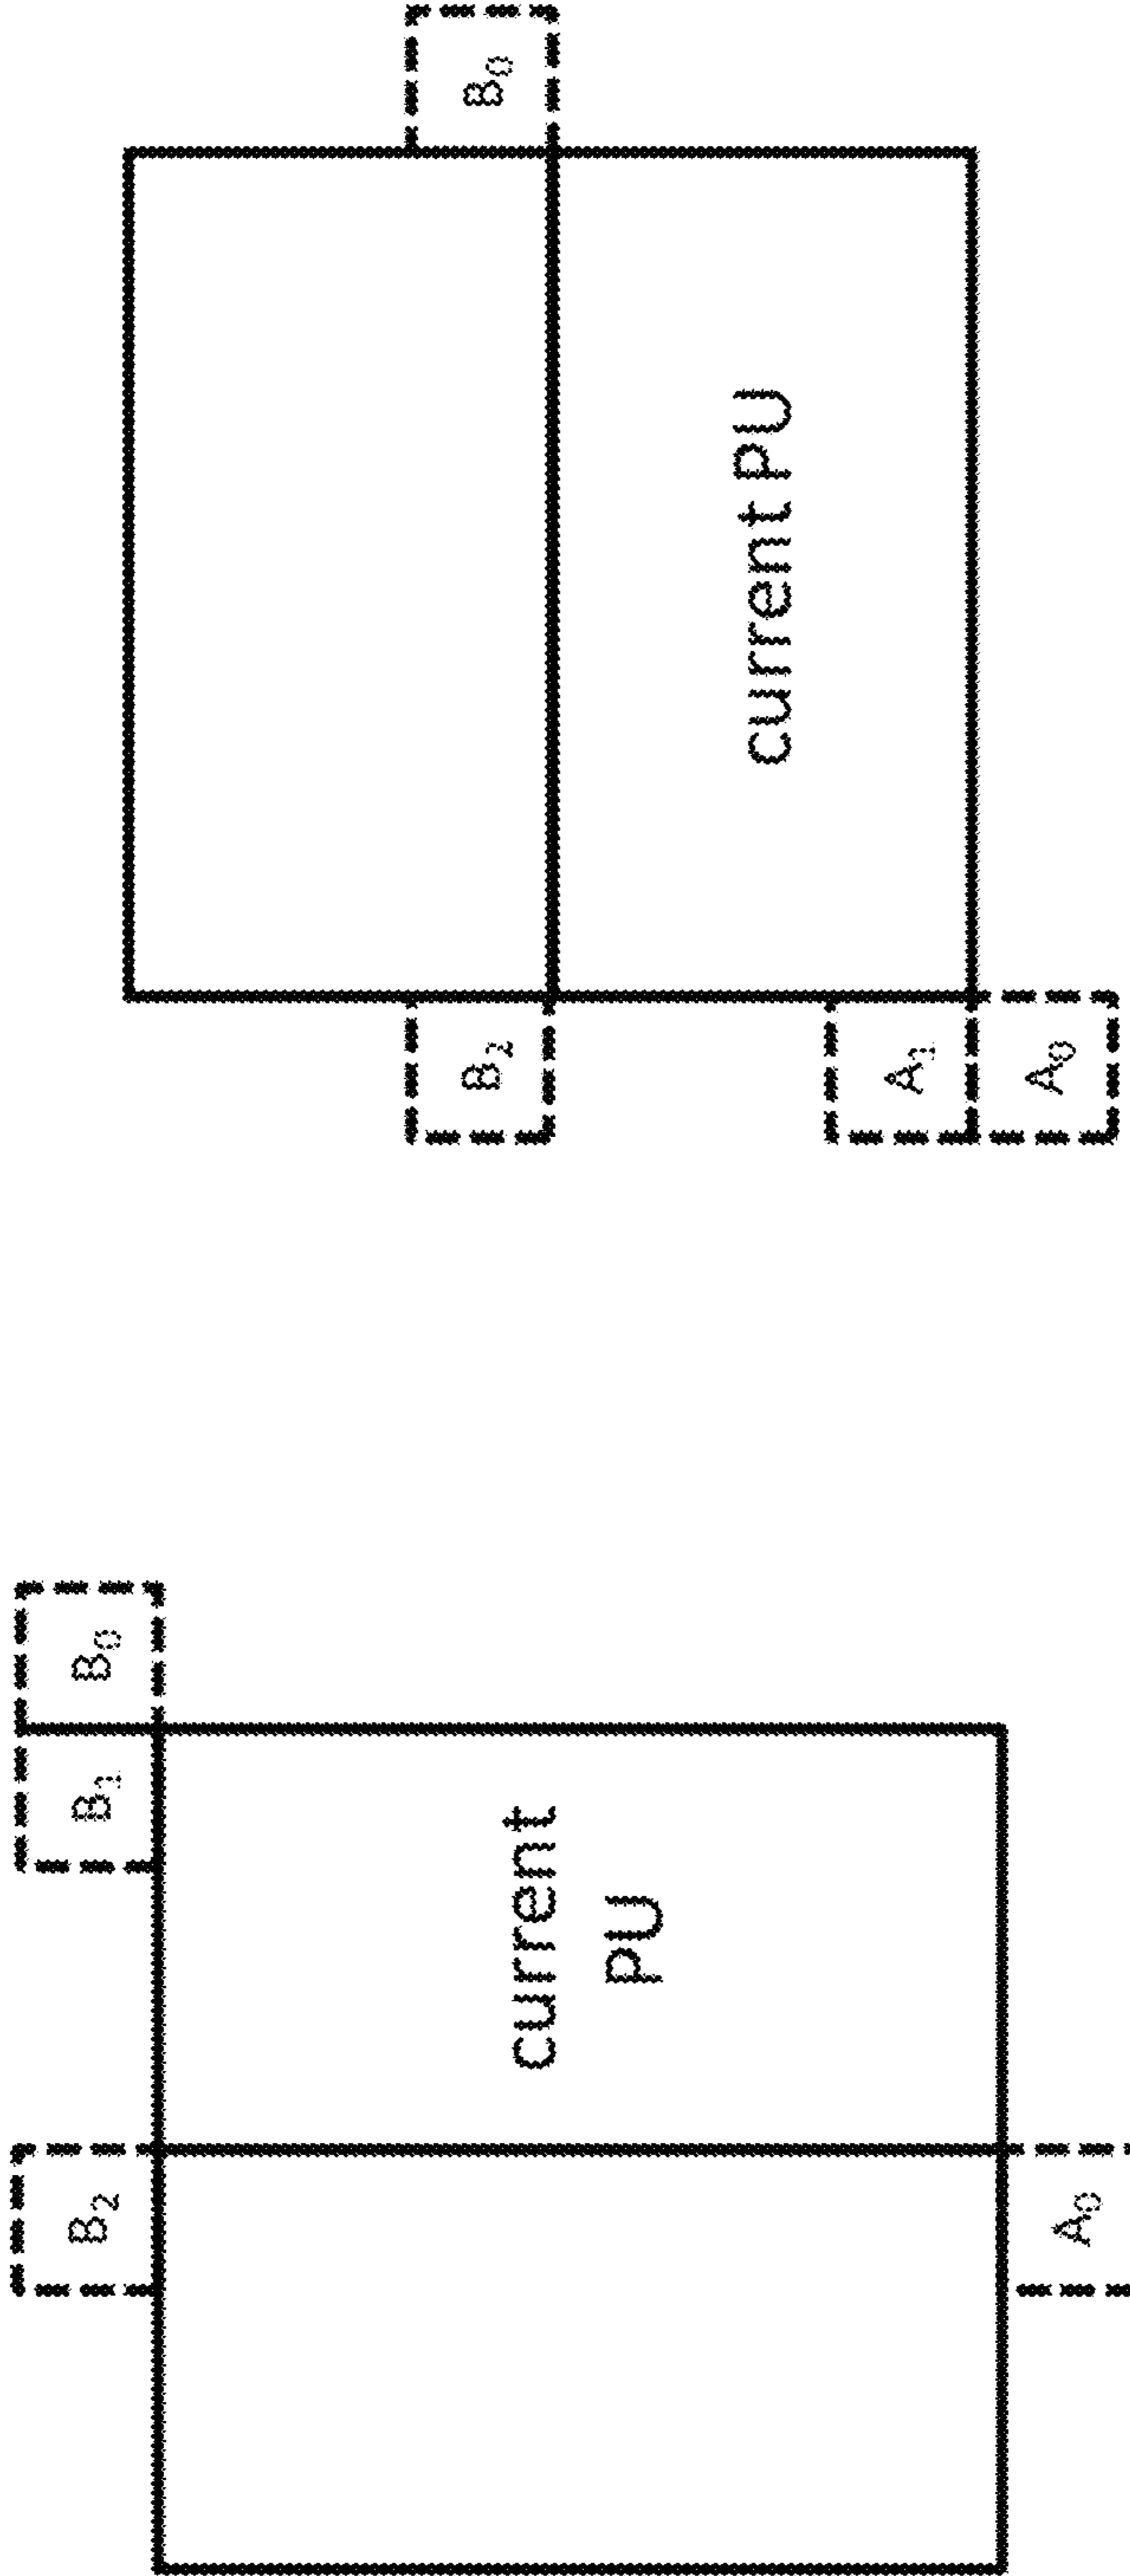 B₂
B₁
B₀
current
PU
A₀
B₂
B₀
current PU
A₁
A₀